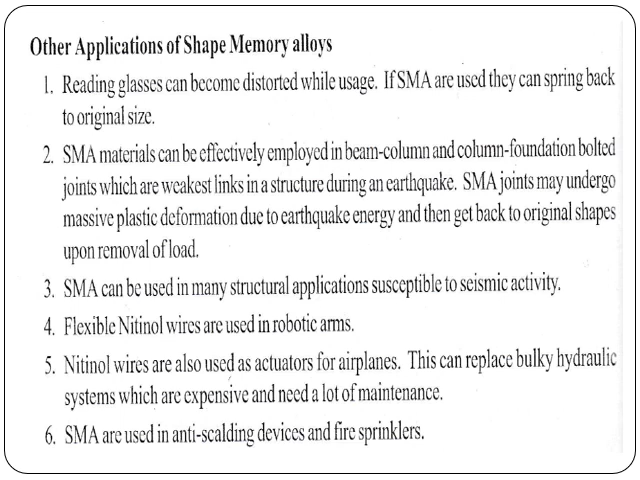 Other Applications of Shape Memory alloys
1. Reading glasses can become distorted while usage. If SMA are used they can spring back
to original size.
2. SMA materials can be effectively employed in beam-column and column-foundation bolted
joints which are weakest links in a structure during an earthquake. SMA joints may undergo
massive plastic deformation due to earthquake energy and then get back to original shapes
upon removal of load.
3. SMA can be used in many structural applications susceptible to seismic activity.
4. Flexible Nitinol wires are used in robotic arms.
5. Nitinol wires are also used as actuators for airplanes. This can replace bulky hydraulic
systems which are expensive and need a lot of maintenance.
6. SMA are used in anti-scalding devices and fire sprinklers.